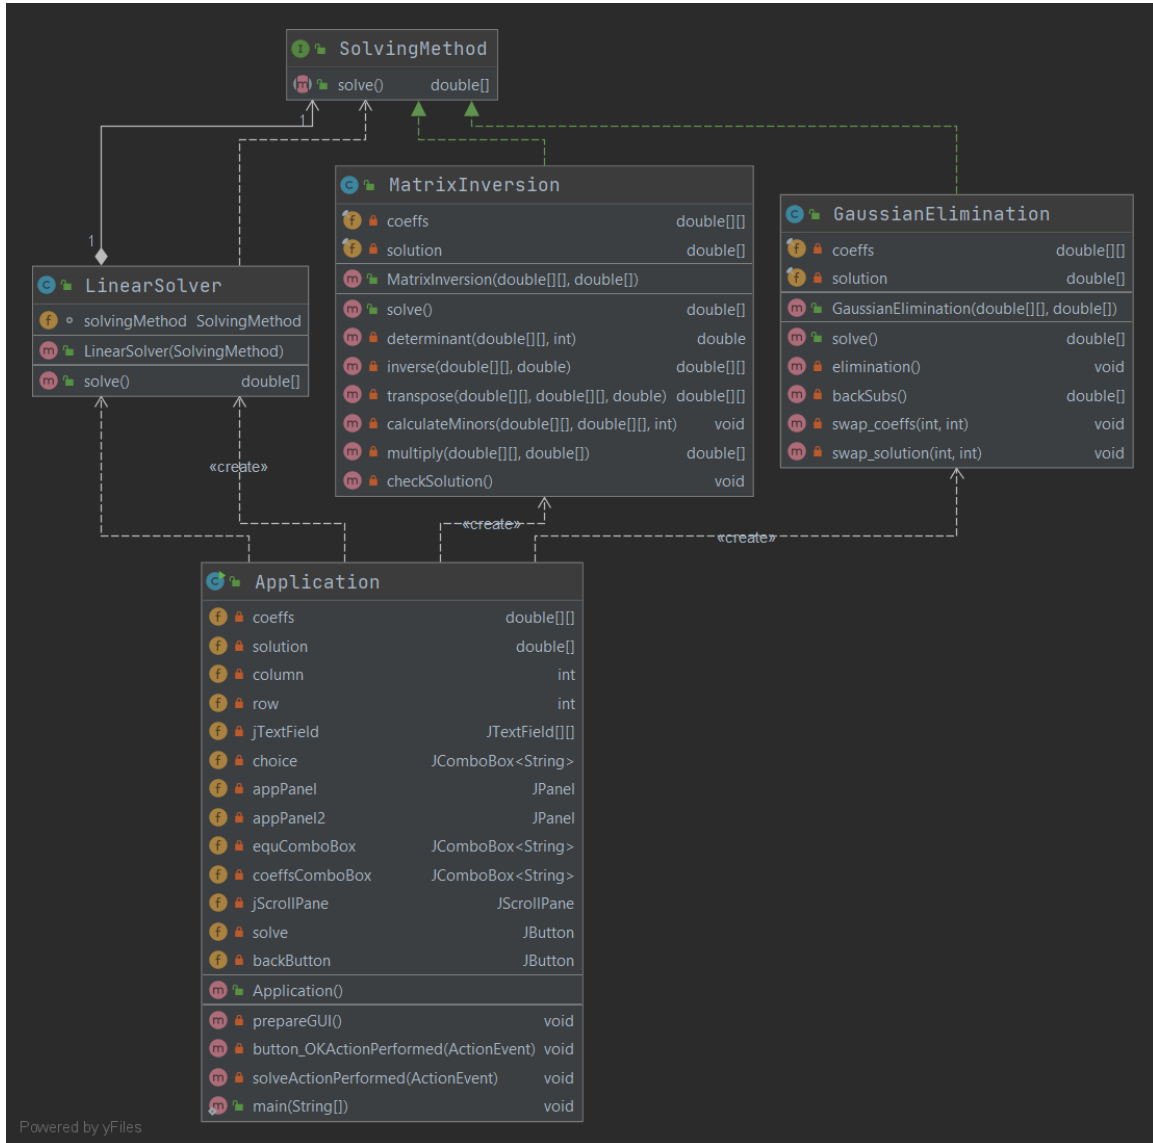 SolvingMethod
solve() double[]
1
MatrixInversion
coeffs double[][]
solution double[]
MatrixInversion(double[][], double[])
solve() double[]
determinant(double[][], int) double
inverse(double[][], double) double[][]
transpose(double[][], double[][], double) double[][]
calculateMinors(double[][], double[][], int) void
multiply(double[][], double[]) double[]
checkSolution() void
GaussianElimination
coeffs double[][]
solution double[]
GaussianElimination(double[][], double[])
solve() double[]
elimination() void
backSubs() double[]
swap_coeffs(int, int) void
swap_solution(int, int) void
1
LinearSolver
solvingMethod SolvingMethod
LinearSolver(SolvingMethod)
solve() double[]
«create»
«create»
«create»
Application
coeffs double[][]
solution double[]
column int
row int
jTextField JTextField[][]
choice JComboBox<String>
appPanel JPanel
appPanel2 JPanel
equComboBox JComboBox<String>
coeffsComboBox JComboBox<String>
jScrollPane JScrollPane
solve JButton
backButton JButton
Application()
prepareGUI() void
button_OKActionPerformed(ActionEvent) void
solveActionPerformed(ActionEvent) void
main(String[]) void
Powered by yFiles